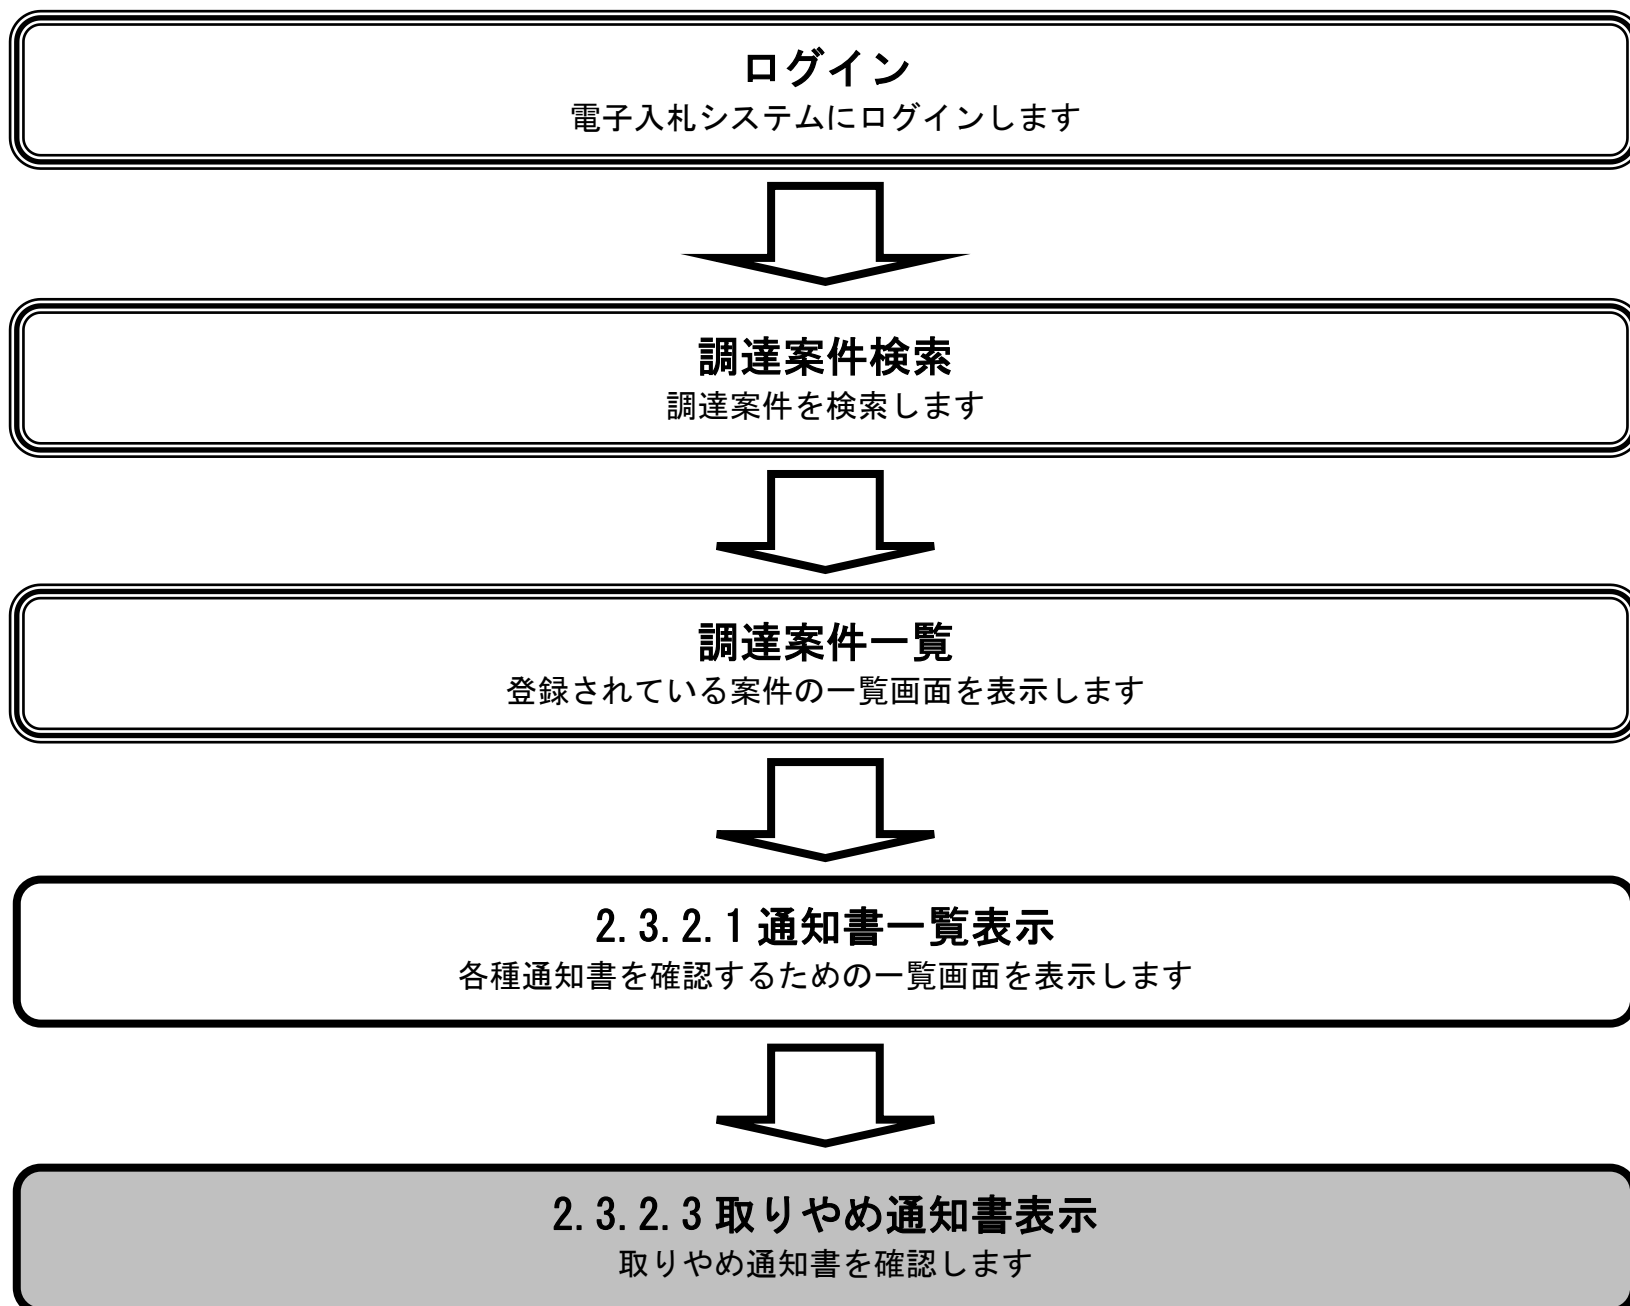 ログイン
電子入札システムにログインします
調達案件検索
調達案件を検索します
調達案件一覧
登録されている案件の一覧画面を表示します
2.3.2.1 通知書一覧表示
各種通知書を確認するための一覧画面を表示します
2.3.2.3 取りやめ通知書表示
取りやめ通知書を確認します